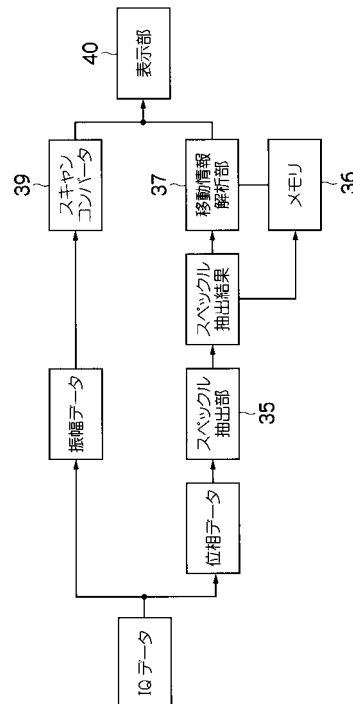 IQ データ
振幅データ
スキャン
コンバータ
39
表示部
40
位相データ
スペックル
抽出部
35
スペックル
抽出結果
移動情報
解析部
37
メモリ
36